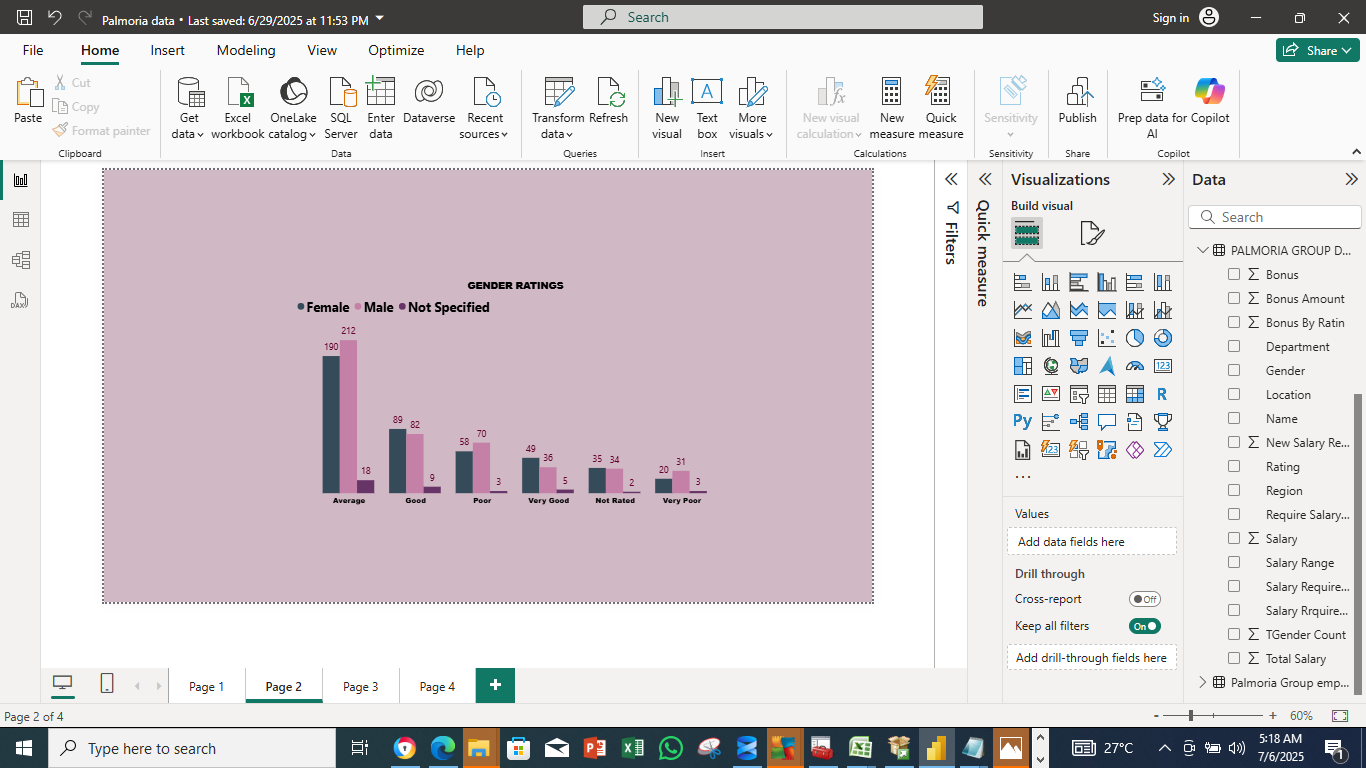 Palmoria data • Last saved: 6/29/2025 at 11:53 PM
Search
Sign in
File Home Insert Modeling View Optimize Help
Share
Paste
Cut
Copy
Format painter
Clipboard
Get data
Excel workbook
OneLake catalog
SQL Server
Enter data
Dataverse
Recent sources
Data
Transform data
Refresh
Queries
New visual
Text box
More visuals
Insert
New visual calculation
New measure
Quick measure
Calculations
Sensitivity
Sensitivity
Publish
Share
Prep data for AI
Copilot
Copilot
GENDER RATINGS
Female Male Not Specified
190 212 18
89 82 9
58 70 3
49 36 5
35 34 2
20 31 3
Average Good Poor Very Good Not Rated Very Poor
Filters
Quick measure
Visualizations
Build visual
123
R
Py
123
...
Values
Add data fields here
Drill through
Cross-report
Off
Keep all filters
On
Add drill-through fields here
Data
Search
PALMORIA GROUP D...
Bonus
Bonus Amount
Bonus By Ratin
Department
Gender
Location
Name
New Salary Re...
Rating
Region
Require Salary...
Salary
Salary Range
Salary Require...
Salary Rrquire...
TGender Count
Total Salary
Palmoria Group emp...
Page 1 Page 2 Page 3 Page 4 +
Page 2 of 4
- + 60%
Type here to search
27°C
5:18 AM
7/6/2025
1